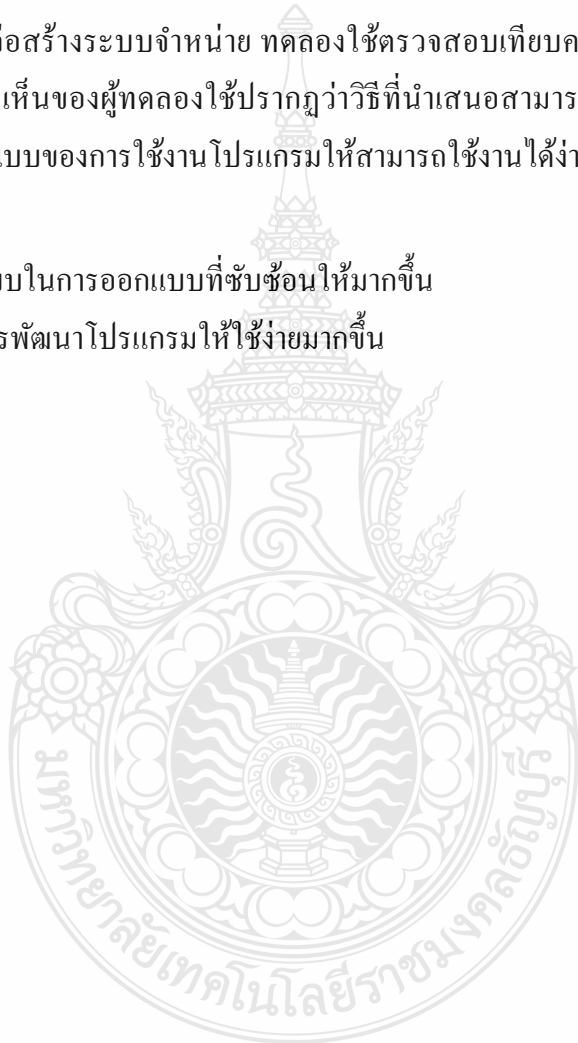 อสร้างระบบจำหน่าย ทดลองใช้ตรวจสอบเทียบค
เห็นของผู้ทดลองใช้ปรากฏว่าวิธีที่นำเสนอสามาร
แบบของการใช้งานโปรแกรมให้สามารถใช้งานได้ง่า
บในการออกแบบที่ซับซ้อนให้มากขึ้น
รพัฒนาโปรแกรมให้ใช้ง่ายมากขึ้น
มหาวิทยาลัยเทคโนโลยีราชมงคลธัญบุรี